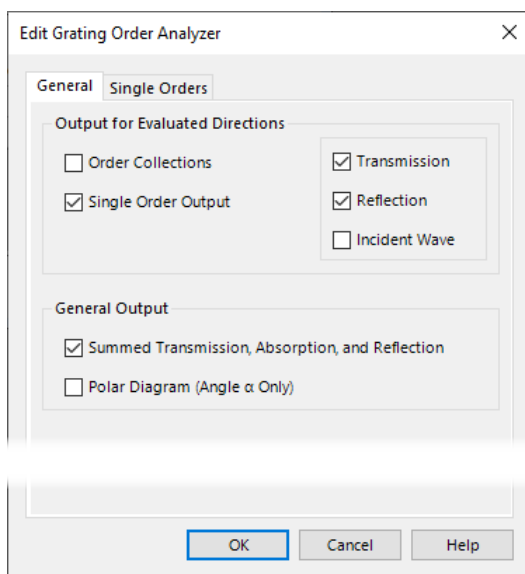 Edit Grating Order Analyzer
General Single Orders
Output for Evaluated Directions
Order Collections
Single Order Output
Transmission
Reflection
Incident Wave
General Output
Summed Transmission, Absorption, and Reflection
Polar Diagram (Angle α Only)
OK Cancel Help